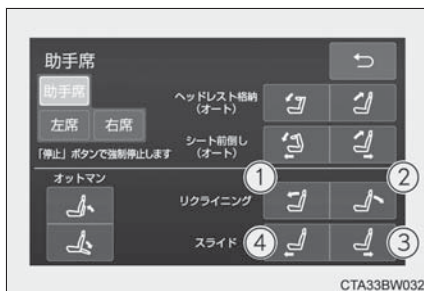 助手席
助手席
左席 右席
「停止」ボタンで強制停止します
ヘッドレスト格納
(オート)
シート前倒し
(オート)
オットマン
1 2
リクライニング
スライド 4 3
CTA33BW032